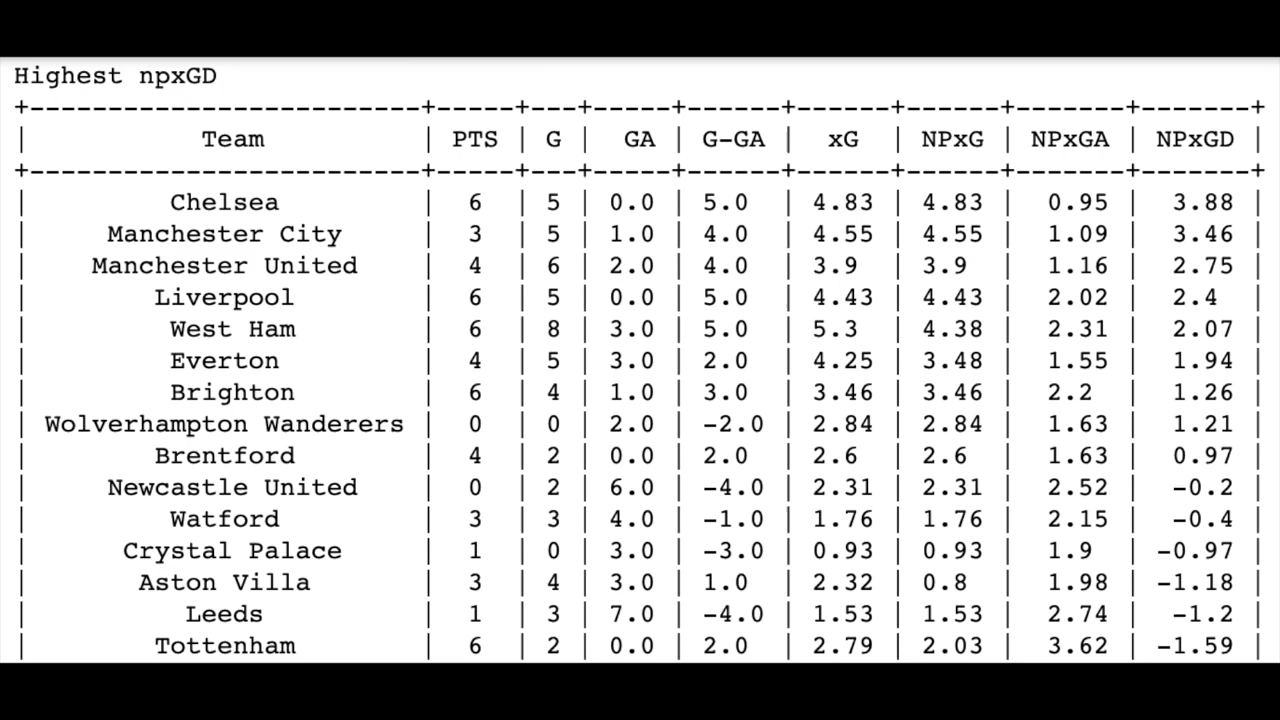 Highest npxGD
+-------------------------+-----+---+-----+------+------+------+-------+-------+
| Team | PTS | G | GA | G-GA | xG | NPxG | NPxGA | NPxGD |
+-------------------------+-----+---+-----+------+------+------+-------+-------+
| Chelsea | 6 | 5 | 0.0 | 5.0 | 4.83 | 4.83 | 0.95 | 3.88 |
| Manchester City | 3 | 5 | 1.0 | 4.0 | 4.55 | 4.55 | 1.09 | 3.46 |
| Manchester United | 4 | 6 | 2.0 | 4.0 | 3.9 | 3.9 | 1.16 | 2.75 |
| Liverpool | 6 | 5 | 0.0 | 5.0 | 4.43 | 4.43 | 2.02 | 2.4 |
| West Ham | 6 | 8 | 3.0 | 5.0 | 5.3 | 4.38 | 2.31 | 2.07 |
| Everton | 4 | 5 | 3.0 | 2.0 | 4.25 | 3.48 | 1.55 | 1.94 |
| Brighton | 6 | 4 | 1.0 | 3.0 | 3.46 | 3.46 | 2.2 | 1.26 |
| Wolverhampton Wanderers | 0 | 0 | 2.0 | -2.0 | 2.84 | 2.84 | 1.63 | 1.21 |
| Brentford | 4 | 2 | 0.0 | 2.0 | 2.6 | 2.6 | 1.63 | 0.97 |
| Newcastle United | 0 | 2 | 6.0 | -4.0 | 2.31 | 2.31 | 2.52 | -0.2 |
| Watford | 3 | 3 | 4.0 | -1.0 | 1.76 | 1.76 | 2.15 | -0.4 |
| Crystal Palace | 1 | 0 | 3.0 | -3.0 | 0.93 | 0.93 | 1.9 | -0.97 |
| Aston Villa | 3 | 4 | 3.0 | 1.0 | 2.32 | 0.8 | 1.98 | -1.18 |
| Leeds | 1 | 3 | 7.0 | -4.0 | 1.53 | 1.53 | 2.74 | -1.2 |
| Tottenham | 6 | 2 | 0.0 | 2.0 | 2.79 | 2.03 | 3.62 | -1.59 |